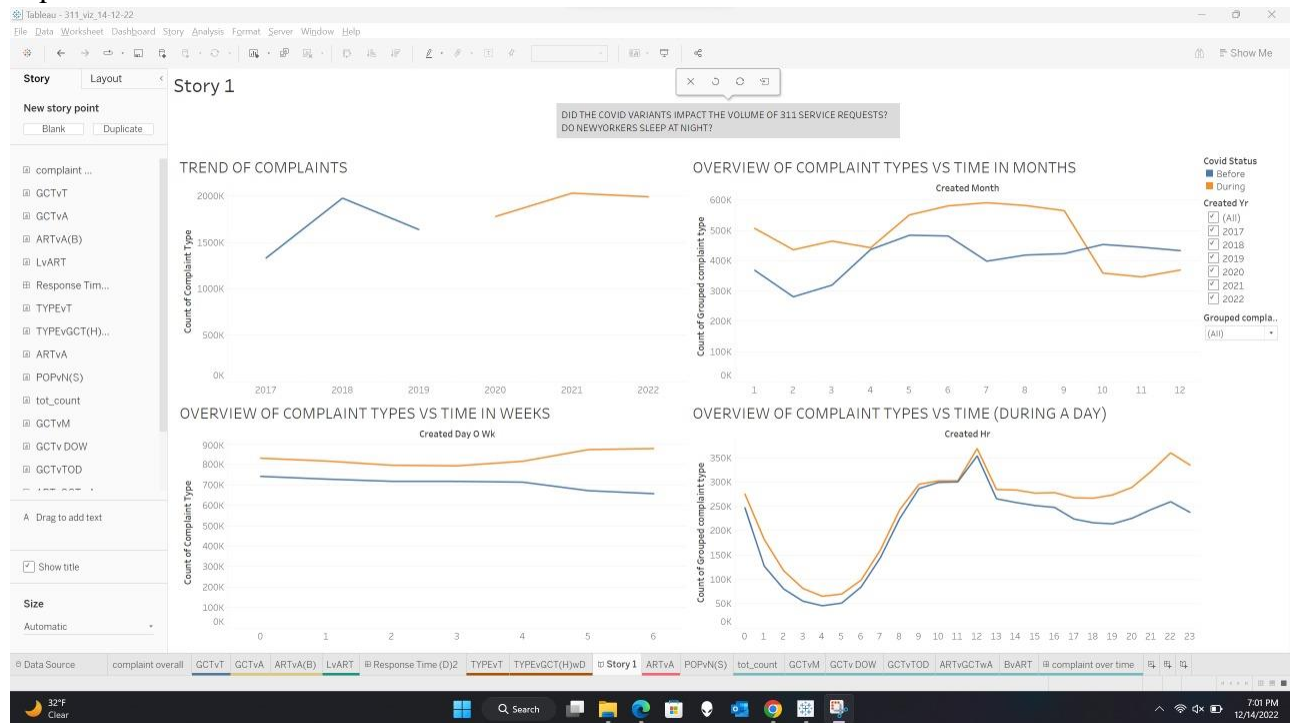 Tableau - 311_viz_14-12-22
File Data Worksheet Dashboard Story Analysis Format Server Window Help
Show Me
Story Layout
New story point
Blank Duplicate
complaint ...
GCTvT
GCTvA
ARTvA(B)
LvART
Response Tim...
TYPEvT
TYPEvGCT(H)...
ARTvA
POPvN(S)
tot_count
GCTvM
GCTv DOW
GCTvTOD
A Drag to add text
Show title
Size
Automatic
Story 1
DID THE COVID VARIANTS IMPACT THE VOLUME OF 311 SERVICE REQUESTS?
DO NEWYORKERS SLEEP AT NIGHT?
TREND OF COMPLAINTS
Count of Complaint Type
2000K
1500K
1000K
500K
0K
2017 2018 2019 2020 2021 2022
OVERVIEW OF COMPLAINT TYPES VS TIME IN MONTHS
Created Month
Count of Grouped complaint type
600K
500K
400K
300K
200K
100K
0K
1 2 3 4 5 6 7 8 9 10 11 12
Covid Status
Before
During
Created Yr
(All)
2017
2018
2019
2020
2021
2022
Grouped compla..
(All)
OVERVIEW OF COMPLAINT TYPES VS TIME IN WEEKS
Created Day O Wk
Count of Complaint Type
900K
800K
700K
600K
500K
400K
300K
200K
100K
0K
0 1 2 3 4 5 6
OVERVIEW OF COMPLAINT TYPES VS TIME (DURING A DAY)
Created Hr
Count of Grouped complaint type
350K
300K
250K
200K
150K
100K
50K
0K
0 1 2 3 4 5 6 7 8 9 10 11 12 13 14 15 16 17 18 19 20 21 22 23
Data Source complaint overall GCTvT GCTvA ARTvA(B) LvART Response Time (D)2 TYPEvT TYPEvGCT(H)wD Story 1 ARTvA POPvN(S) tot_count GCTvM GCTv DOW GCTvTOD ARTvGCTwA BvART complaint over time
32°F
Clear
Search
7:01 PM
12/14/2022